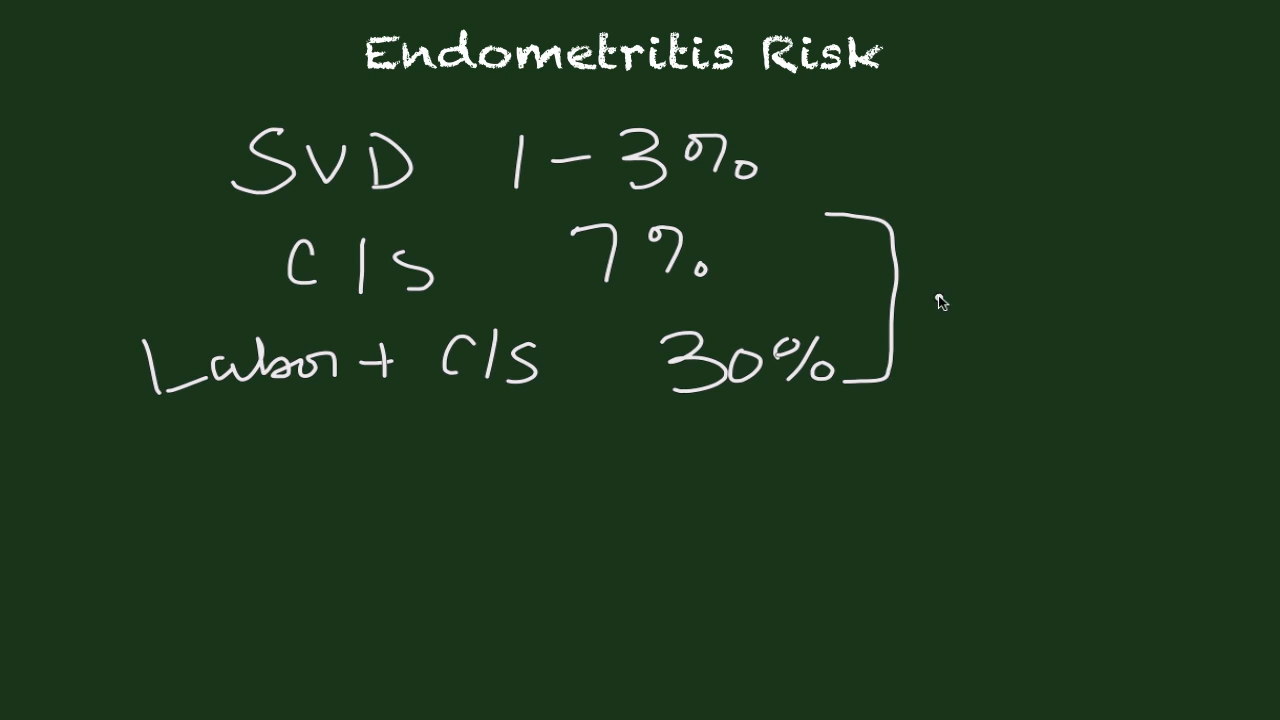 Endometritis Risk
SVD 1-3%
C/S 7%
Labor + C/S 30%